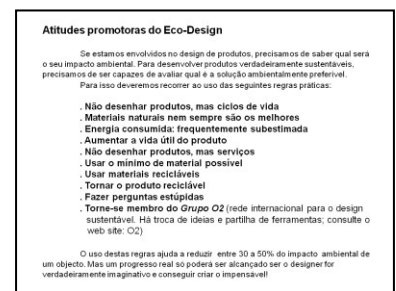 Atitudes promotoras do Eco-Design
Se estamos envolvidos no design de produtos, precisamos de saber qual será
o seu impacto ambiental. Para desenvolver produtos verdadeiramente sustentáveis,
precisamos de ser capazes de avaliar qual é a solução ambientalmente preferível.
Para isso deveremos recorrer ao uso das seguintes regras práticas:
. Não desenhar produtos, mas ciclos de vida
. Materiais naturais nem sempre são os melhores
. Energia consumida: frequentemente subestimada
. Aumentar a vida útil do produto
. Não desenhar produtos, mas serviços
. Usar o mínimo de material possível
. Usar materiais recicláveis
. Tornar o produto reciclável
. Fazer perguntas estúpidas
. Torne-se membro do Grupo O2 (rede internacional para o design
sustentável. Há troca de ideias e partilha de ferramentas; consulte o
web site: O2)
O uso destas regras ajuda a reduzir entre 30 a 50% do impacto ambiental de
um objecto. Mas um progresso real só poderá ser alcançado ser o designer for
verdadeiramente imaginativo e conseguir criar o impensável!